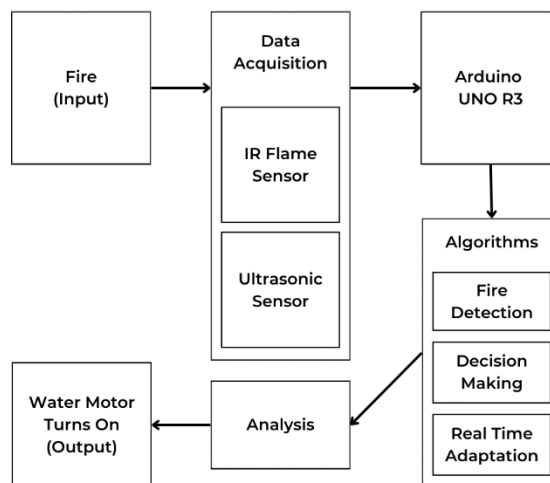 Fire
(Input)
Data
Acquisition
IR Flame
Sensor
Ultrasonic
Sensor
Arduino
UNO R3
Algorithms
Fire
Detection
Decision
Making
Real Time
Adaptation
Analysis
Water Motor
Turns On
(Output)